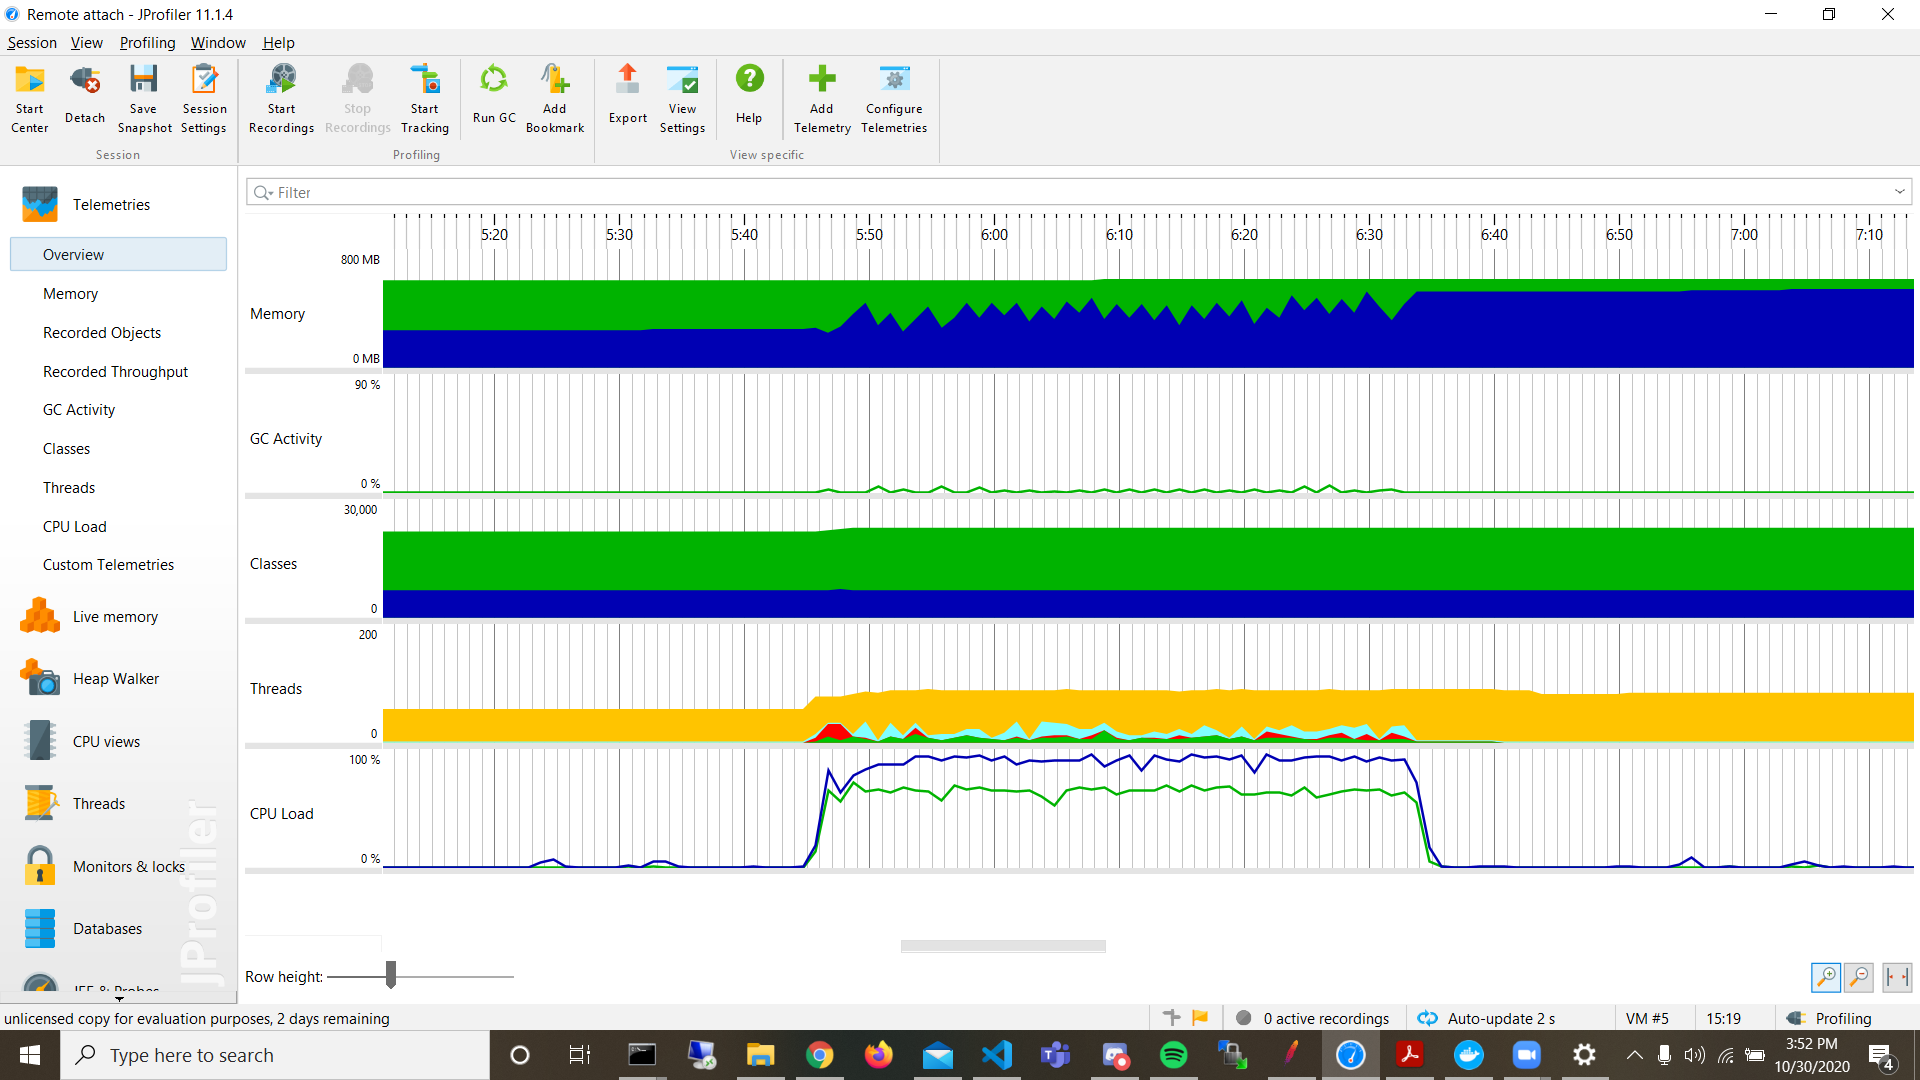 Remote attach - JProfiler 11.1.4
Session View Profiling Window Help
Start Center
Detach
Save Snapshot
Session Settings
Start Recordings
Stop Recordings
Start Tracking
Run GC
Add Bookmark
Export
View Settings
Help
Add Telemetry
Configure Telemetries
Session
Profiling
View specific
Telemetries
Overview
Memory
Recorded Objects
Recorded Throughput
GC Activity
Classes
Threads
CPU Load
Custom Telemetries
Live memory
Heap Walker
CPU views
Threads
Monitors & locks
Databases
JEE & Probes
JProfiler
Filter
5:20 5:30 5:40 5:50 6:00 6:10 6:20 6:30 6:40 6:50 7:00 7:10
800 MB
Memory
0 MB
90 %
GC Activity
0 %
30,000
Classes
0
200
Threads
0
100 %
CPU Load
0 %
Row height:
unlicensed copy for evaluation purposes, 2 days remaining
0 active recordings
Auto-update 2 s
VM #5
15:19
Profiling
Type here to search
3:52 PM
10/30/2020
4